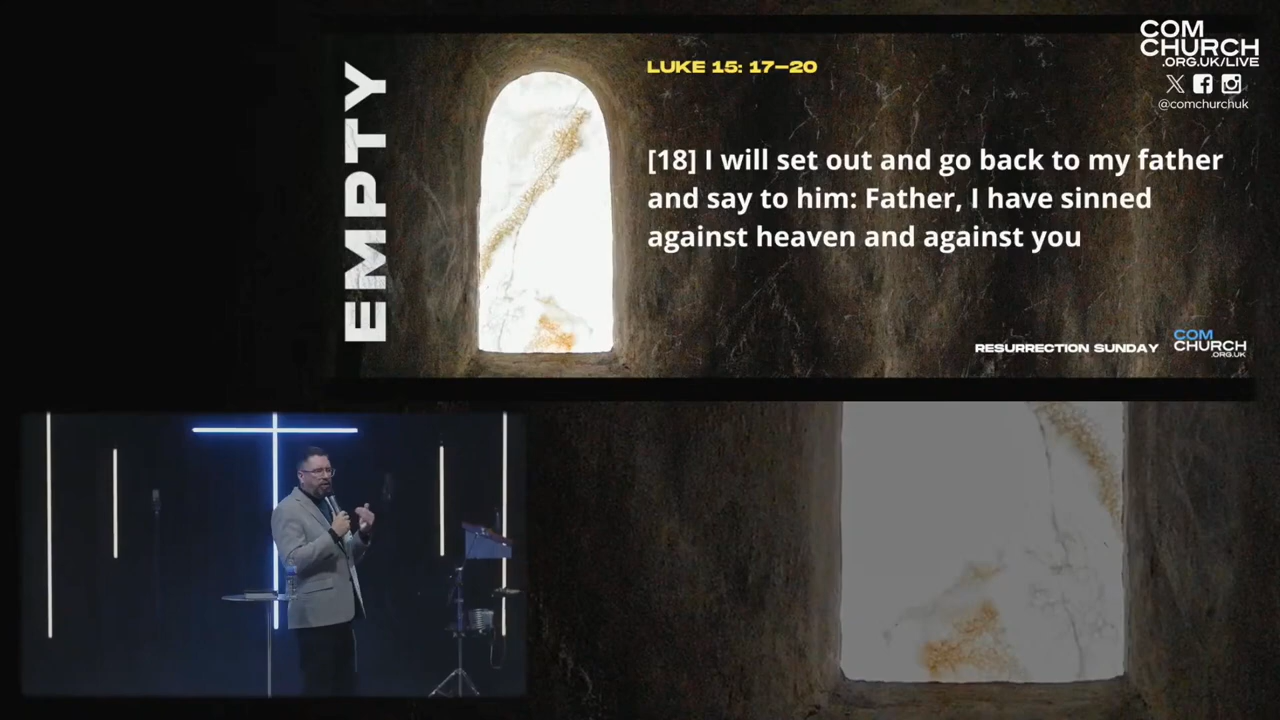 COM
CHURCH
.ORG.UK/LIVE
@comchurchuk
EMPTY
LUKE 15: 17–20
[18] I will set out and go back to my father
and say to him: Father, I have sinned
against heaven and against you
RESURRECTION SUNDAY
COM
CHURCH
.ORG.UK